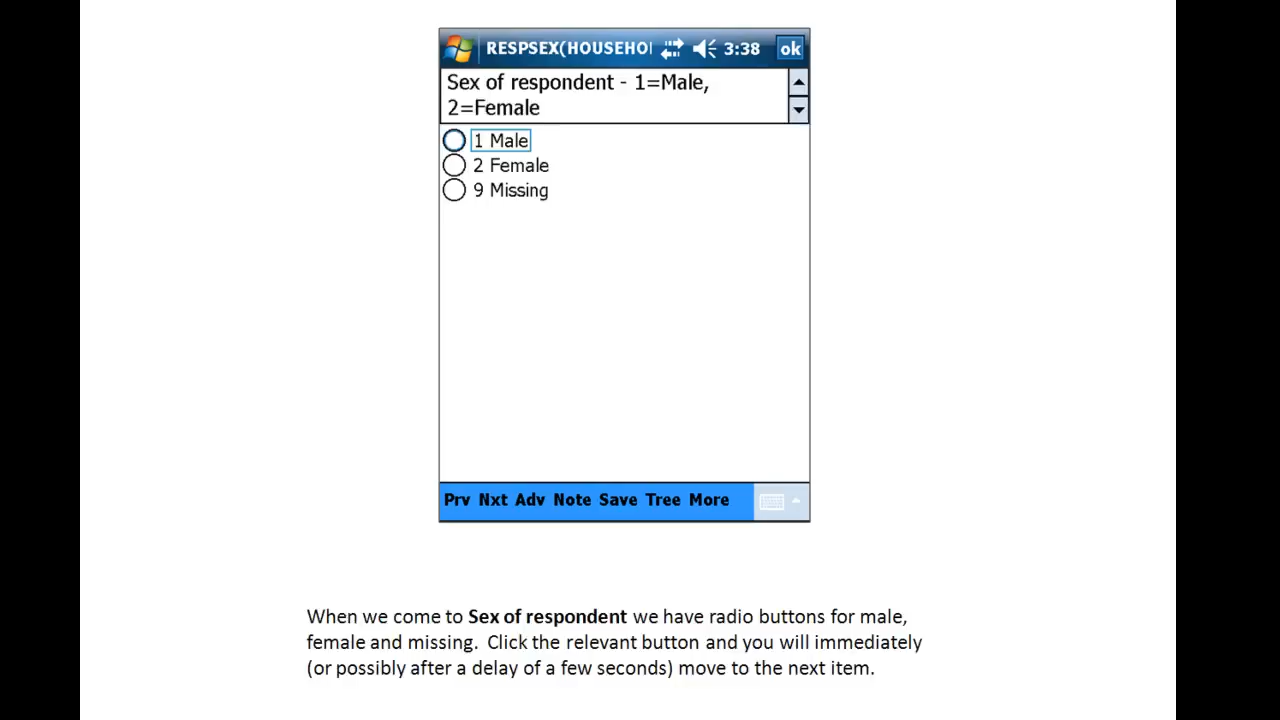 RESPSEX(HOUSEHOI 3:38 ok
Sex of respondent - 1=Male,
2=Female
1 Male
2 Female
9 Missing
Prv Nxt Adv Note Save Tree More
When we come to Sex of respondent we have radio buttons for male,
female and missing.  Click the relevant button and you will immediately
(or possibly after a delay of a few seconds) move to the next item.